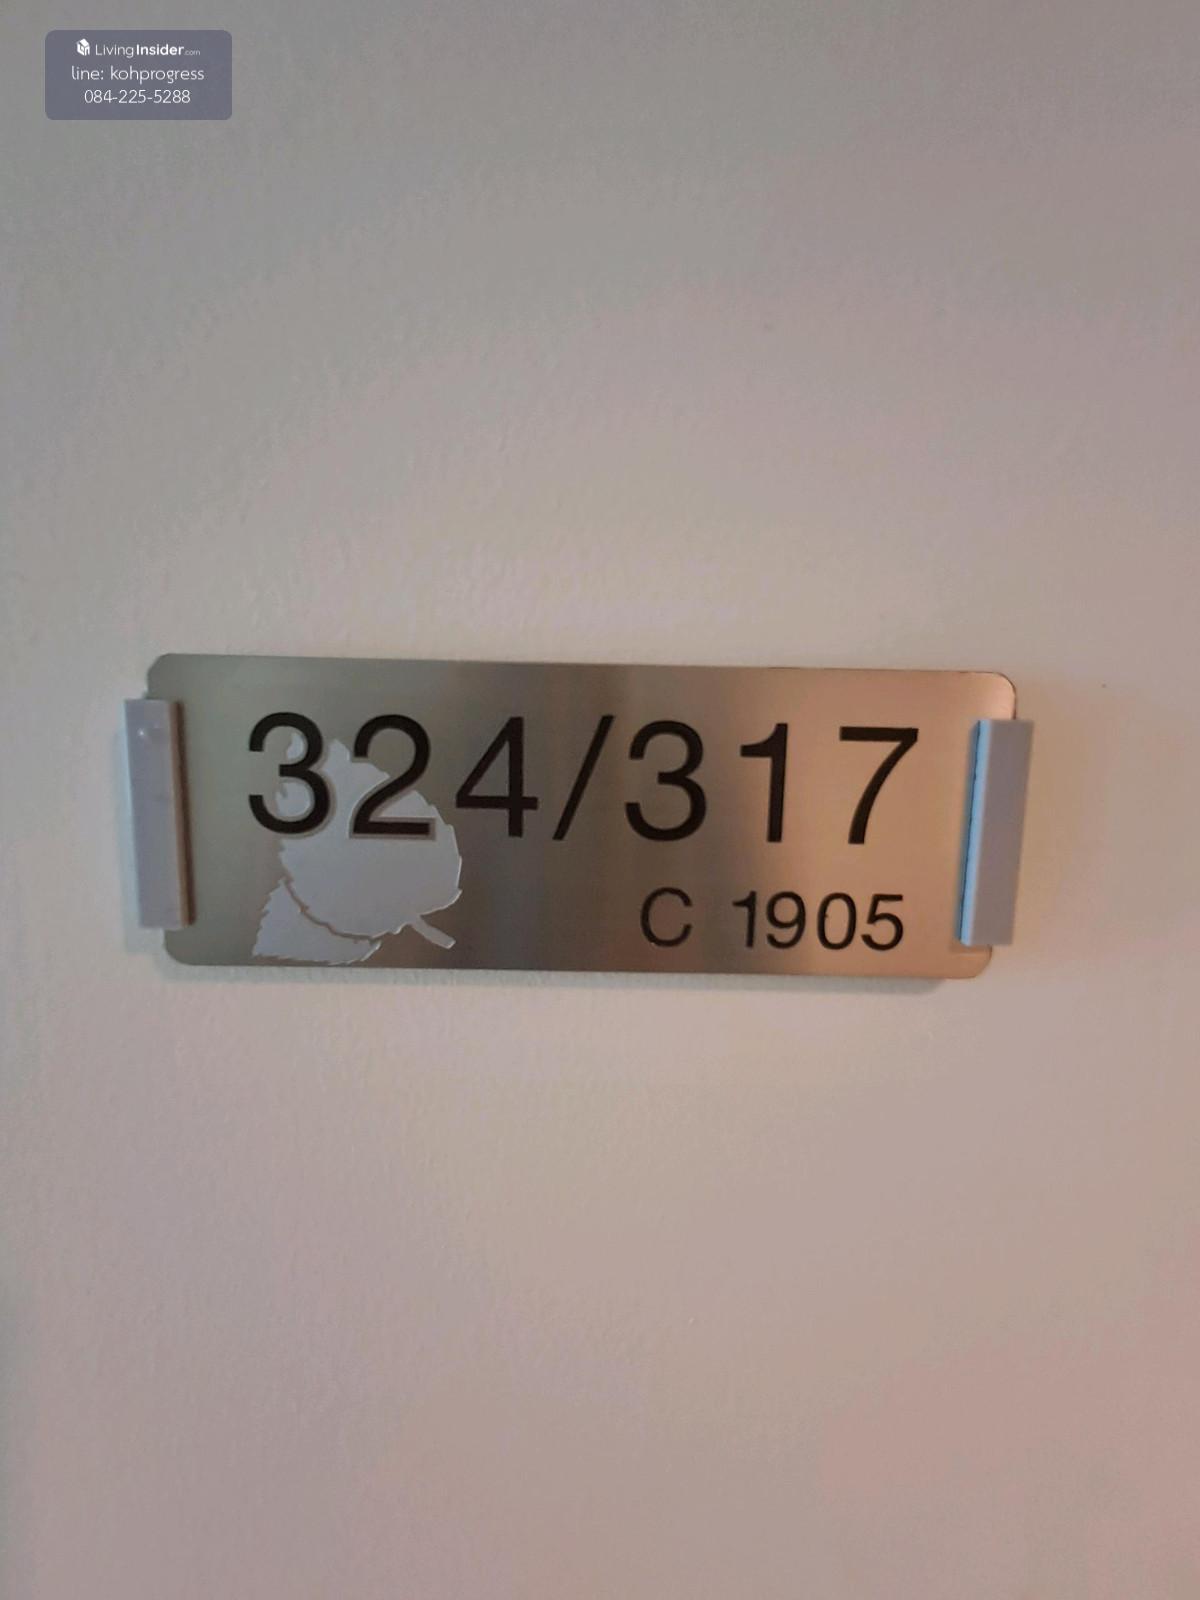 LivingInsider.com
line: kohprogress
084-225-5288
324/317
C 1905